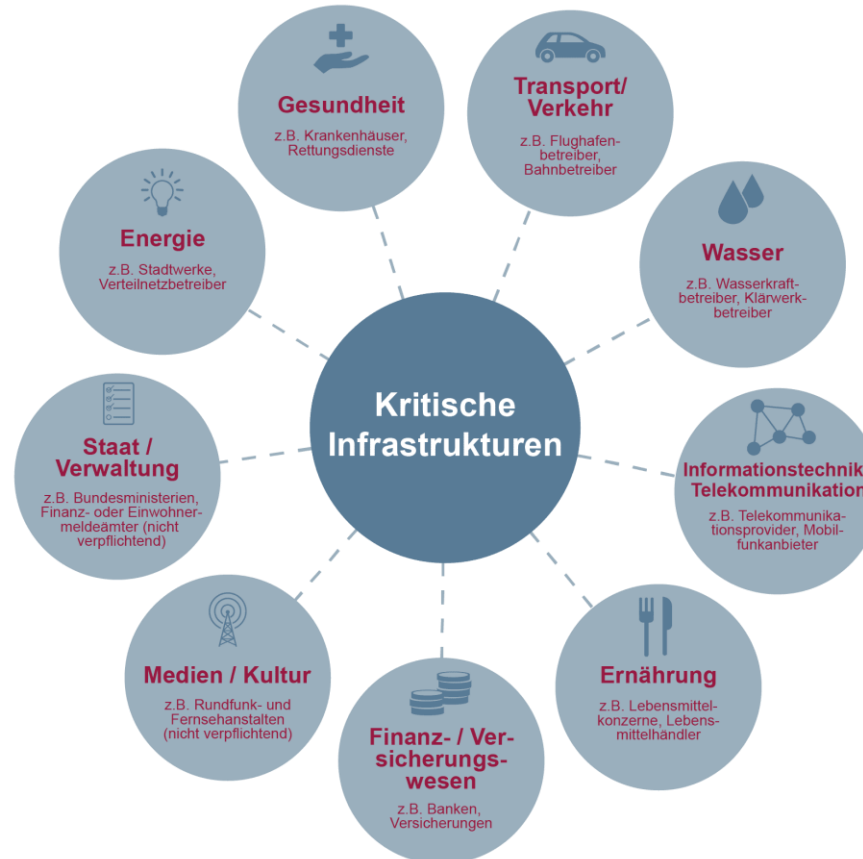 Gesundheit
z.B. Krankenhäuser,
Rettungsdienste
Transport/
Verkehr
z.B. Flughafen-
betreiber,
Bahnbetreiber
Energie
z.B. Stadtwerke,
Verteilnetzbetreiber
Wasser
z.B. Wasserkraft-
betreiber, Klärwerk-
betreiber
Kritische
Infrastrukturen
Staat /
Verwaltung
z.B. Bundesministerien,
Finanz- oder Einwohner-
meldeämter (nicht
verpflichtend)
Informationstechnik
Telekommunikation
z.B. Telekommunika-
tionsprovider, Mobil-
funkanbieter
Medien / Kultur
z.B. Rundfunk- und
Fernsehanstalten
(nicht verpflichtend)
Ernährung
z.B. Lebensmittel-
konzerne, Lebens-
mittelhändler
Finanz- / Ver-
sicherungs-
wesen
z.B. Banken,
Versicherungen